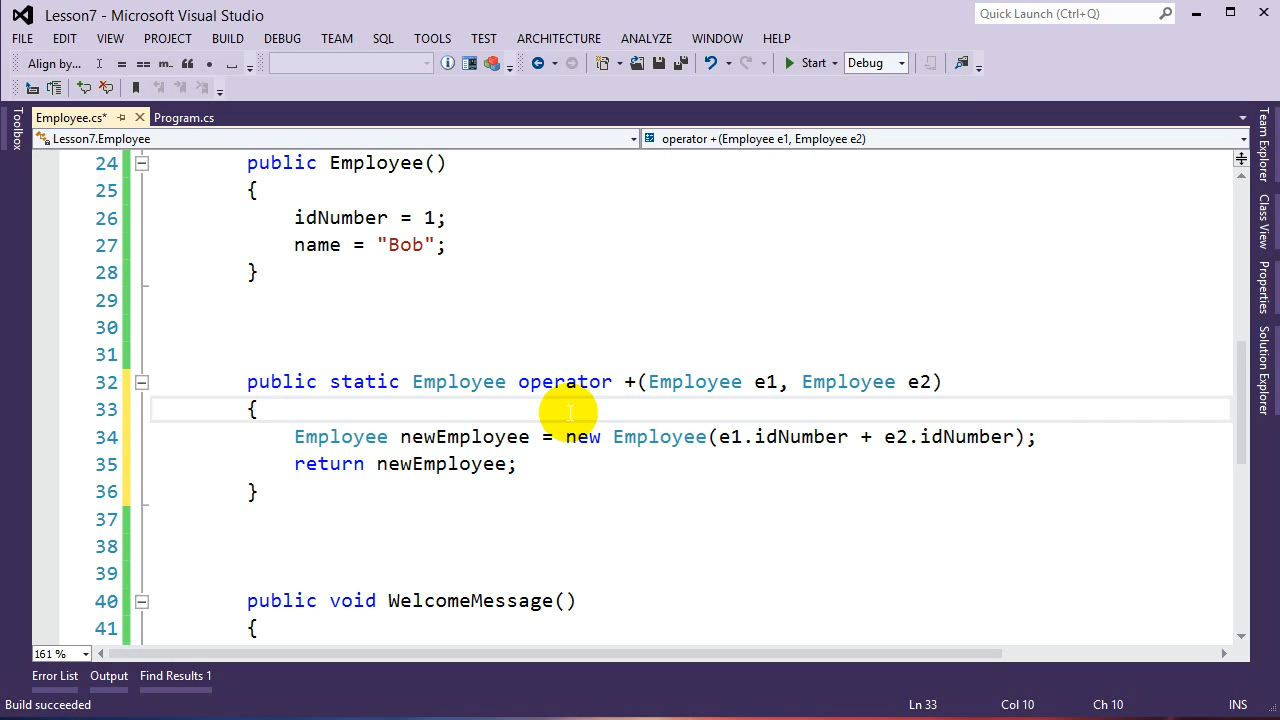 Lesson7 - Microsoft Visual Studio
Quick Launch (Ctrl+Q)
FILE EDIT VIEW PROJECT BUILD DEBUG TEAM SQL TOOLS TEST ARCHITECTURE ANALYZE WINDOW HELP
Align by... = == m.. Start Debug
Employee.cs* Program.cs
Lesson7.Employee operator +(Employee e1, Employee e2)
Toolbox
Team Explorer
Class View
Properties
Solution Explorer
24 public Employee()
25 {
26 idNumber = 1;
27 name = "Bob";
28 }
29
30
31
32 public static Employee operator +(Employee e1, Employee e2)
33 {
34 Employee newEmployee = new Employee(e1.idNumber + e2.idNumber);
35 return newEmployee;
36 }
37
38
39
40 public void WelcomeMessage()
41 {
161 %
Error List Output Find Results 1
Build succeeded Ln 33 Col 10 Ch 10 INS